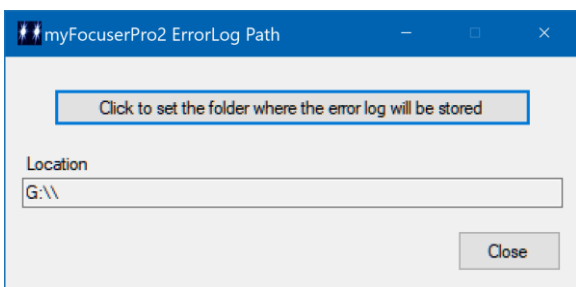 myFocuserPro2 ErrorLog Path
Click to set the folder where the error log will be stored
Location
G:\\
Close